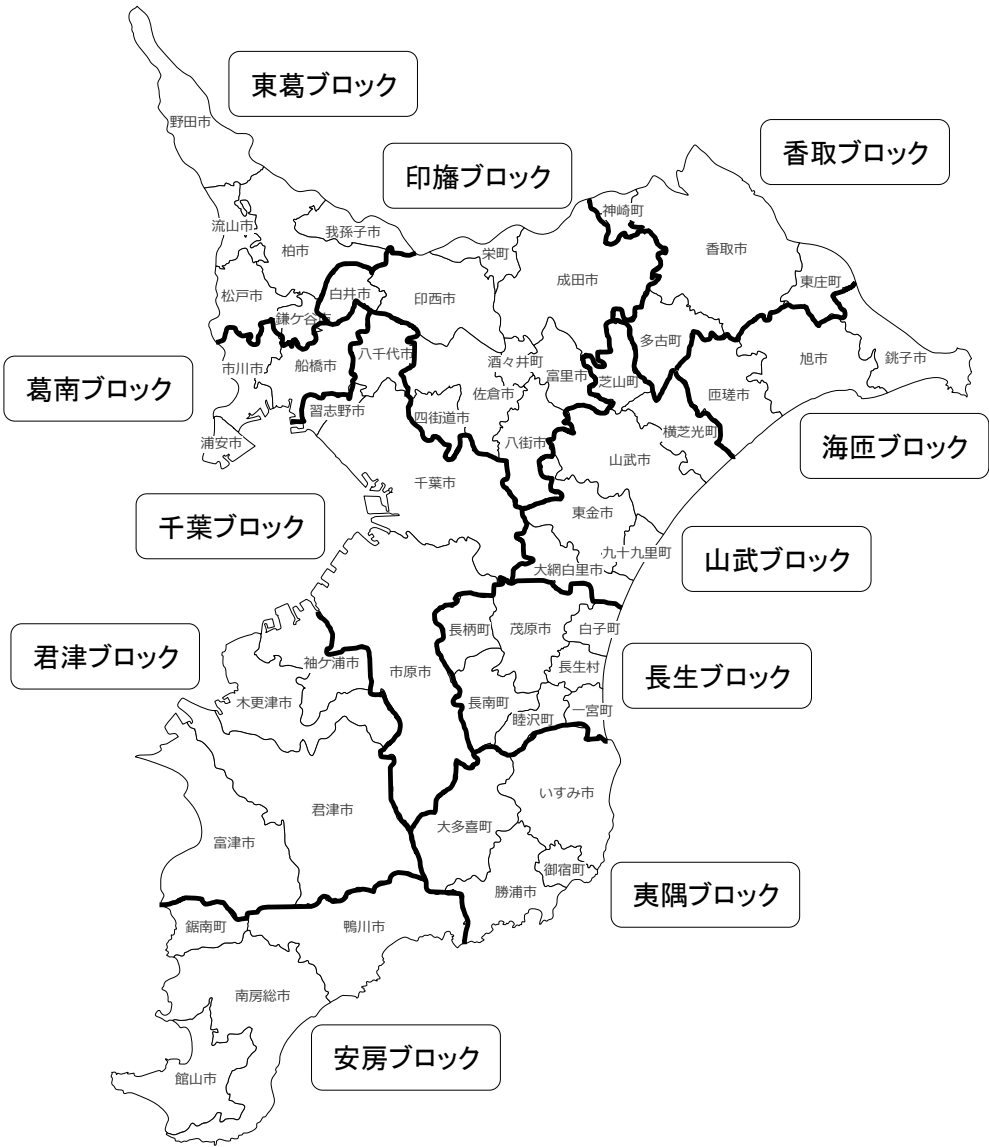 東葛ブロック
野田市
香取ブロック
印旛ブロック
神崎町
流山市
我孫子市
柏市
栄町
香取市
成田市
東庄町
松戸市
白井市
印西市
鎌ケ谷市
多古町
八千代市
旭市
銚子市
市川市
船橋市
酒々井町
富里市
芝山町
葛南ブロック
佐倉市
匝瑳市
習志野市
四街道市
横芝光町
浦安市
八街市
海匝ブロック
山武市
千葉市
東金市
千葉ブロック
九十九里町
山武ブロック
大網白里市
長柄町
茂原市
白子町
君津ブロック
袖ケ浦市
市原市
長生村
長生ブロック
木更津市
長南町
睦沢町
一宮町
いすみ市
君津市
大多喜町
富津市
御宿町
勝浦市
夷隅ブロック
鋸南町
鴨川市
南房総市
安房ブロック
館山市